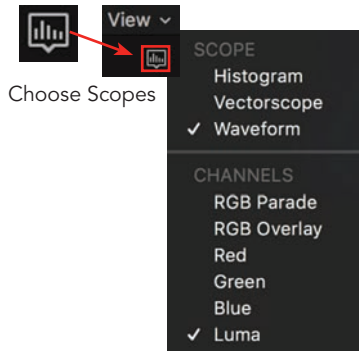 View
Choose Scopes
SCOPE
Histogram
Vectorscope
✓ Waveform
CHANNELS
RGB Parade
RGB Overlay
Red
Green
Blue
✓ Luma